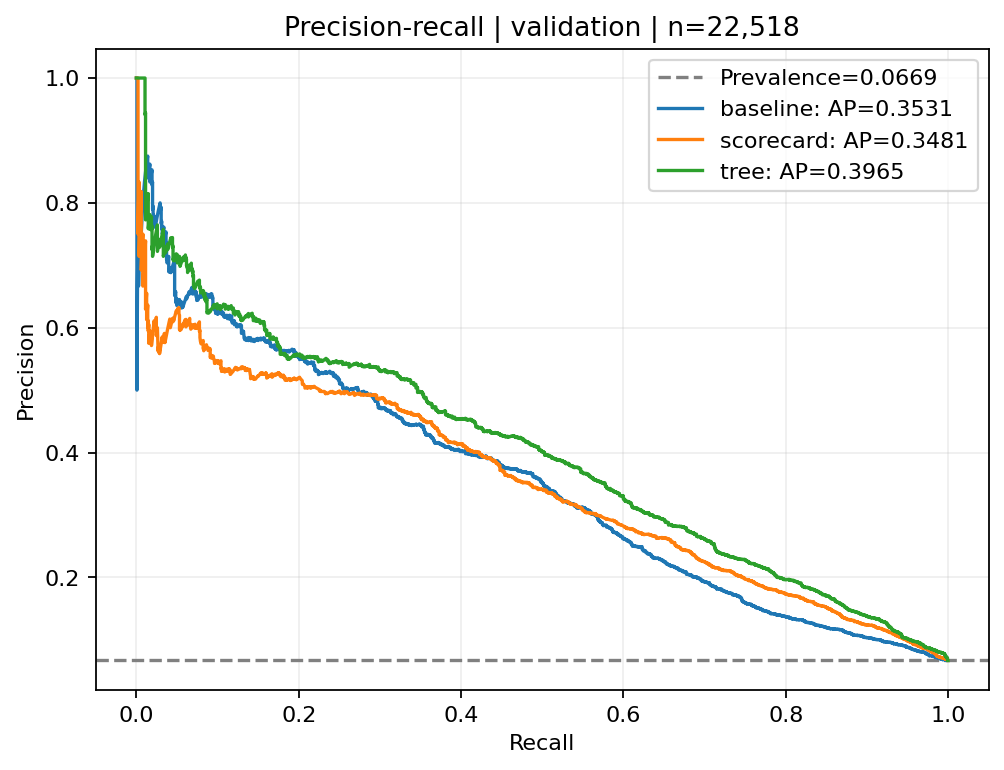 Precision-recall | validation | n=22,518
Prevalence=0.0669
baseline: AP=0.3531
scorecard: AP=0.3481
tree: AP=0.3965
Precision
1.0
0.8
0.6
0.4
0.2
0.0 0.2 0.4 0.6 0.8 1.0
Recall